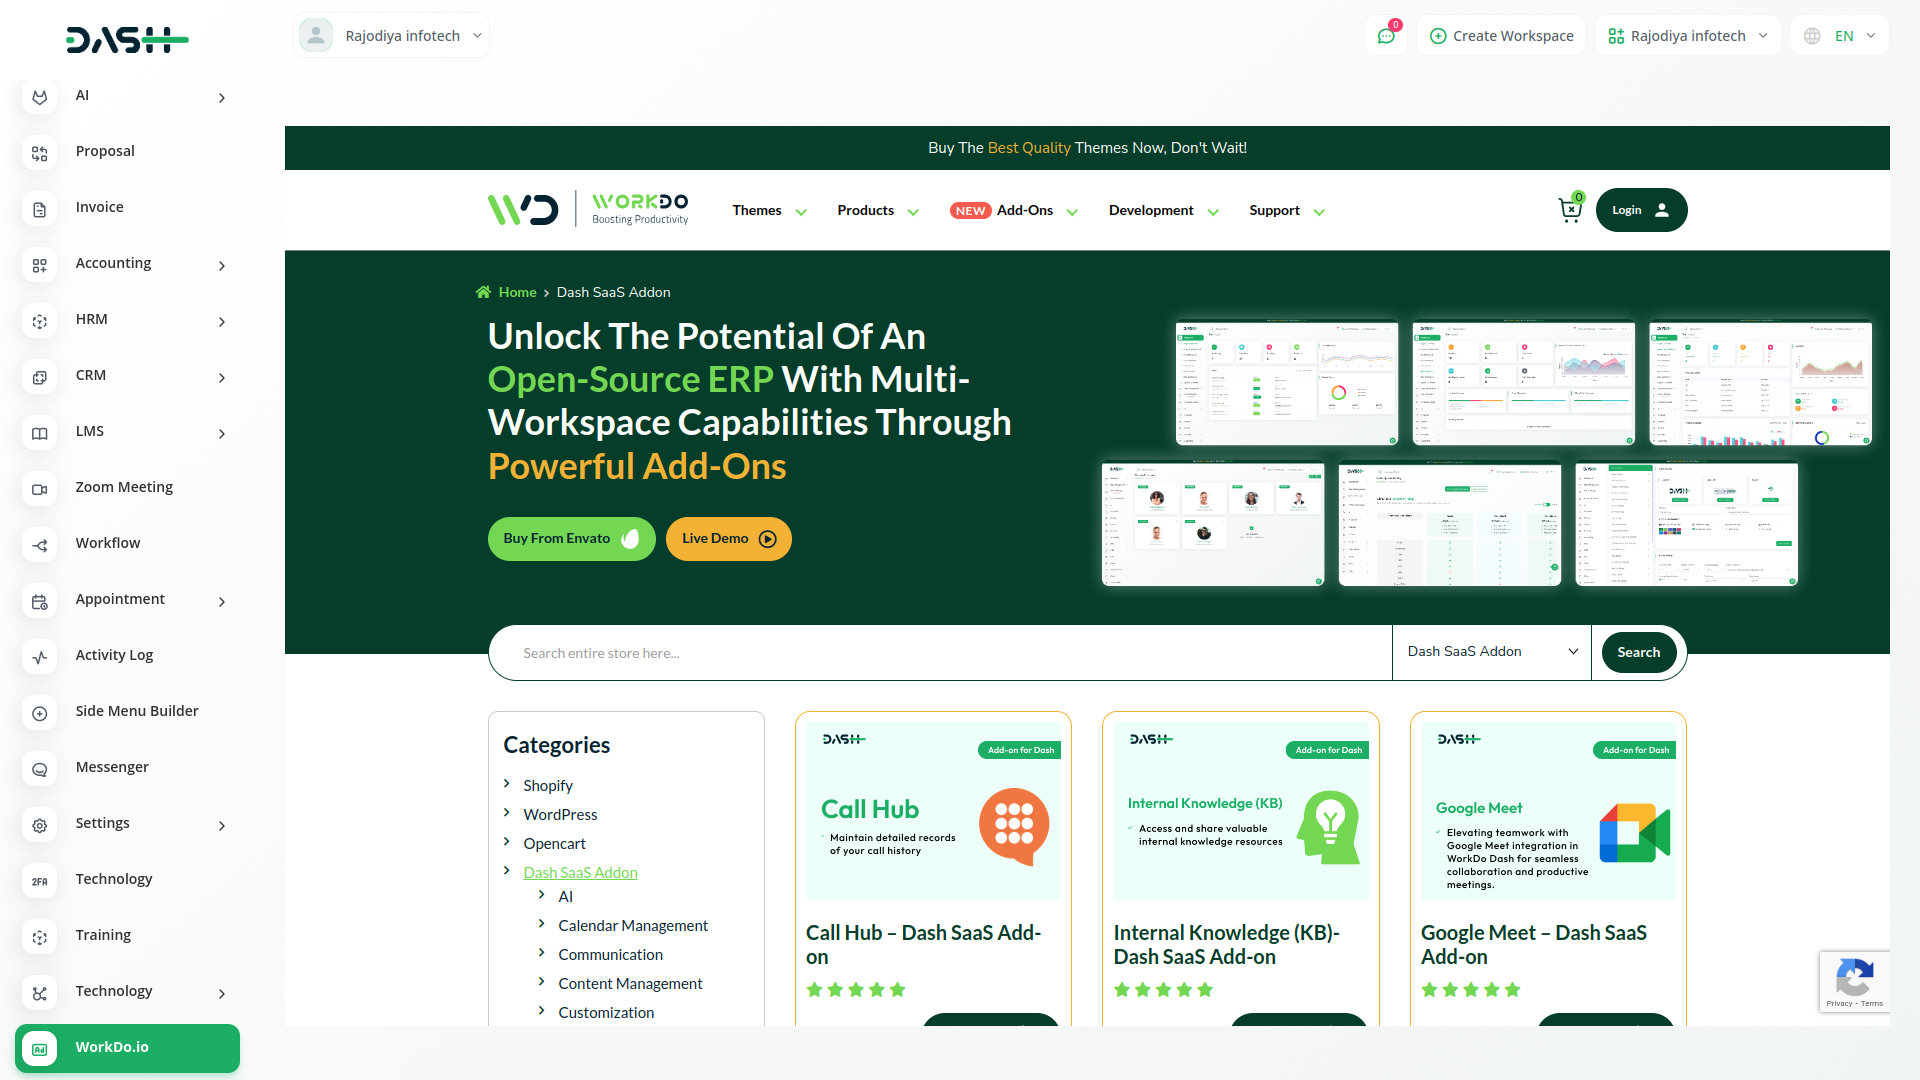 DASH
Rajodiya infotech
0
Create Workspace
Rajodiya infotech
EN
AI
Proposal
Invoice
Accounting
HRM
CRM
LMS
Zoom Meeting
Workflow
Appointment
Activity Log
Side Menu Builder
Messenger
Settings
2FA Technology
Training
Technology
Ad WorkDo.io
Buy The Best Quality Themes Now, Don't Wait!
WD WORKDO
Boosting Productivity
Themes
Products
NEW Add-Ons
Development
Support
0
Login
Home > Dash SaaS Addon
Unlock The Potential Of An
Open-Source ERP With Multi-
Workspace Capabilities Through
Powerful Add-Ons
Buy From Envato
Live Demo
Search entire store here...
Dash SaaS Addon
Search
Categories
Shopify
WordPress
Opencart
Dash SaaS Addon
AI
Calendar Management
Communication
Content Management
Customization
DASH
Add-on for Dash
Call Hub
Maintain detailed records
of your call history
Call Hub – Dash SaaS Add-
on
DASH
Add-on for Dash
Internal Knowledge (KB)
Access and share valuable
internal knowledge resources
Internal Knowledge (KB)-
Dash SaaS Add-on
DASH
Add-on for Dash
Google Meet
Elevating teamwork with
Google Meet integration in
WorkDo Dash for seamless
collaboration and productive
meetings.
Google Meet – Dash SaaS
Add-on
Privacy - Terms